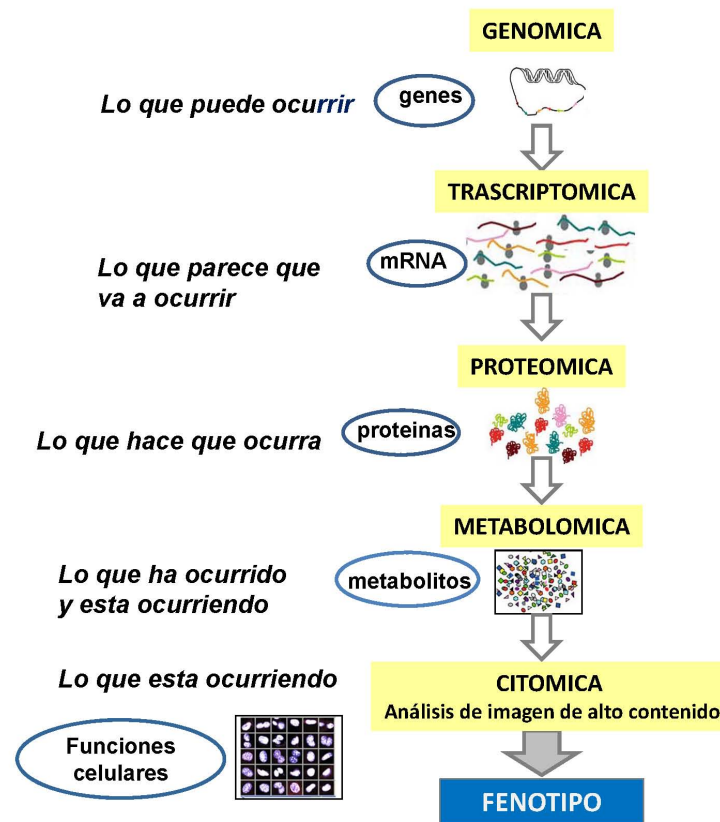 GENOMICA
Lo que puede ocurrir
genes
TRASCRIPTOMICA
Lo que parece que
va a ocurrir
mRNA
PROTEOMICA
Lo que hace que ocurra
proteinas
METABOLOMICA
Lo que ha ocurrido
y esta ocurriendo
metabolitos
Lo que esta ocurriendo
CITOMICA
Análisis de imagen de alto contenido
Funciones
celulares
FENOTIPO